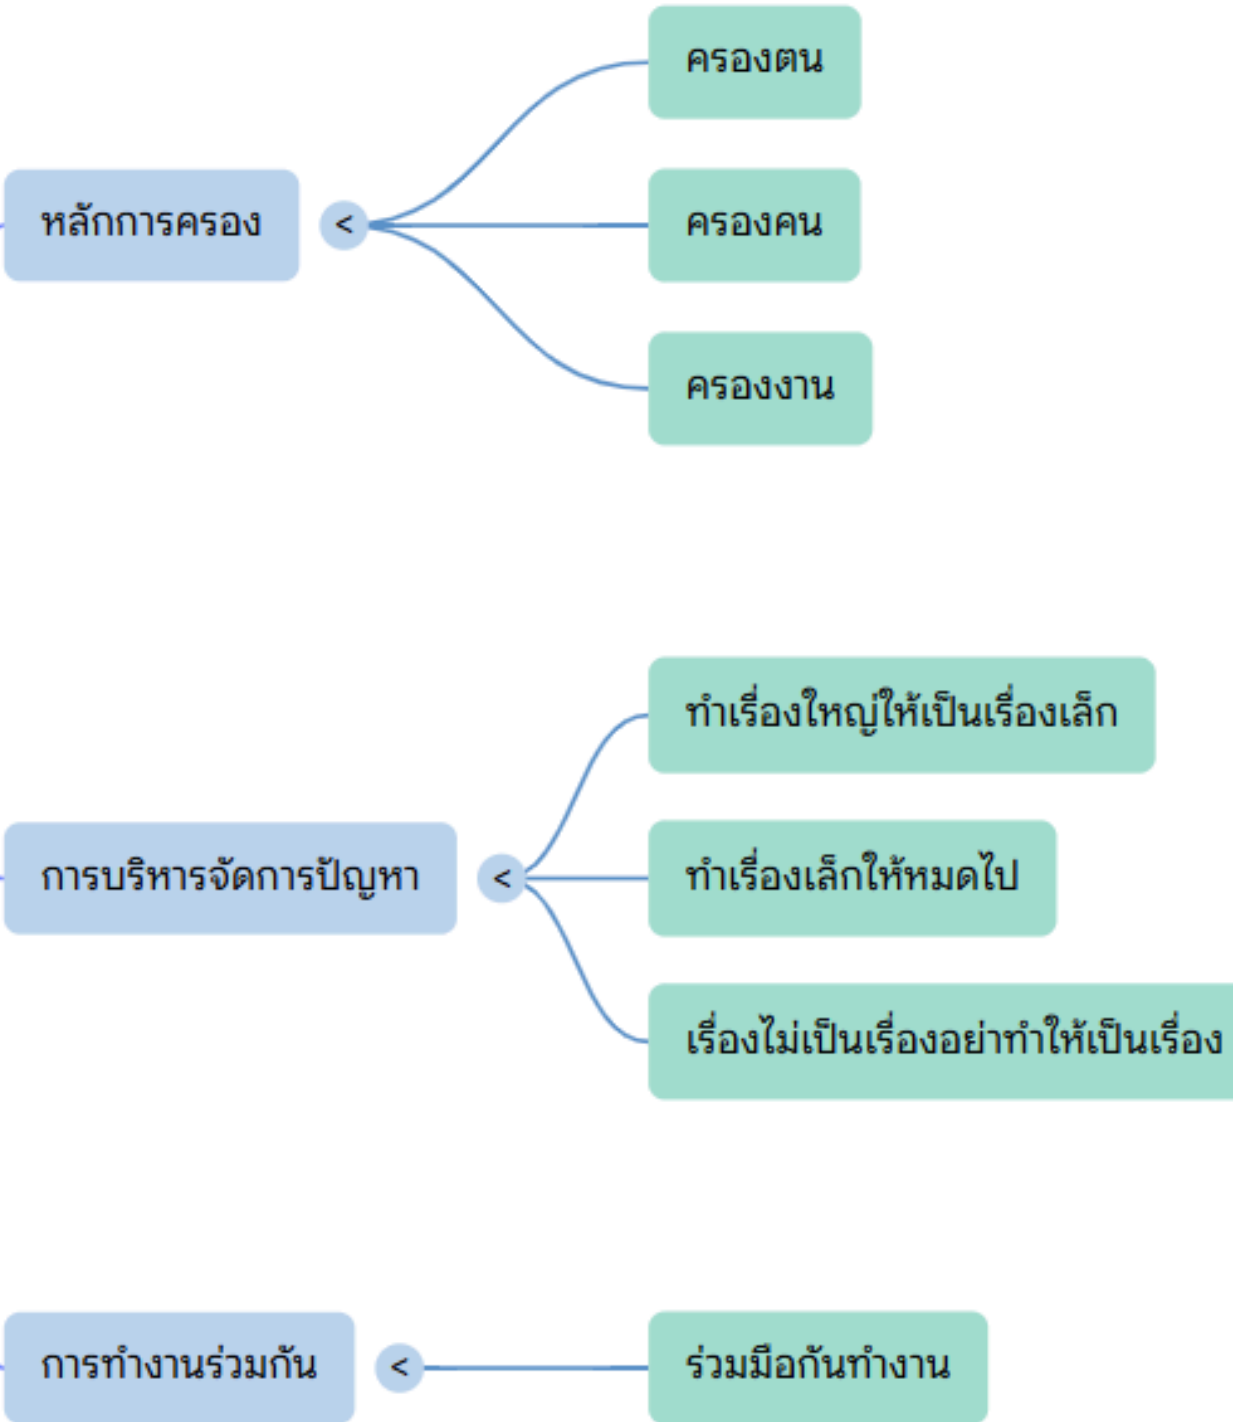 หลักการครอง
<
ครองตน
ครองคน
ครองงาน
การบริหารจัดการปัญหา
<
ทำเรื่องใหญ่ให้เป็นเรื่องเล็ก
ทำเรื่องเล็กให้หมดไป
เรื่องไม่เป็นเรื่องอย่าทำให้เป็นเรื่อง
การทำงานร่วมกัน
<
ร่วมมือกันทำงาน